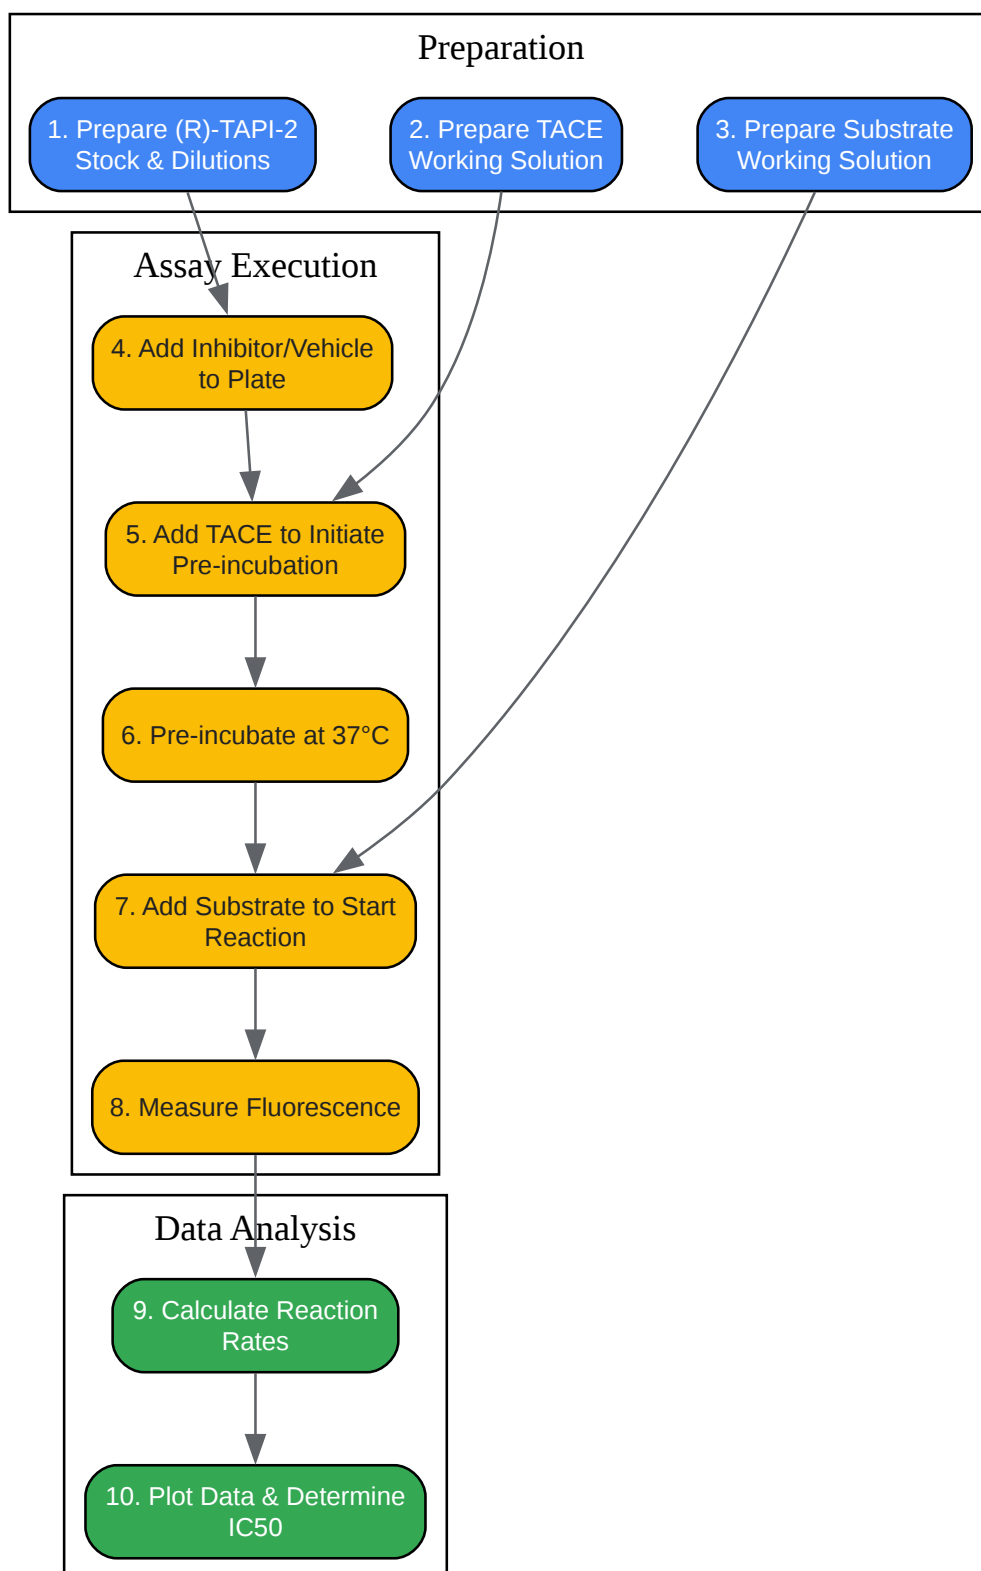 Preparation
1. Prepare (R)-TAPI-2
Stock & Dilutions
2. Prepare TACE
Working Solution
3. Prepare Substrate
Working Solution
Assay Execution
4. Add Inhibitor/Vehicle
to Plate
5. Add TACE to Initiate
Pre-incubation
6. Pre-incubate at 37°C
7. Add Substrate to Start
Reaction
8. Measure Fluorescence
Data Analysis
9. Calculate Reaction
Rates
10. Plot Data & Determine
IC50